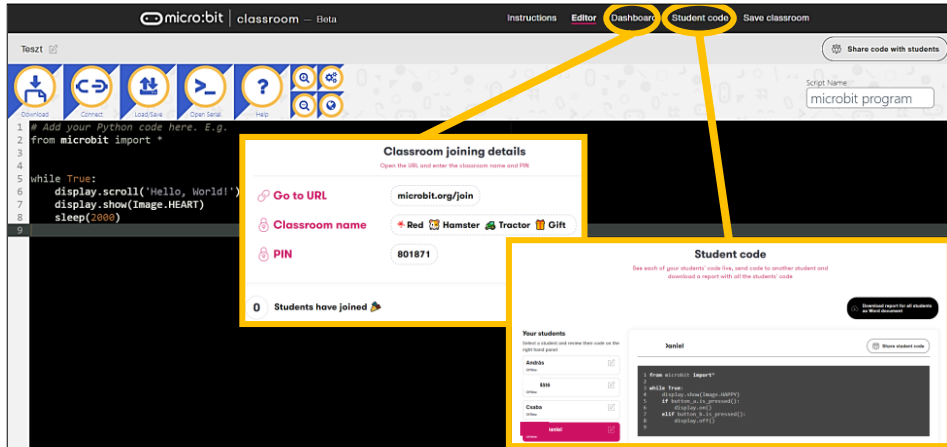 micro:bit | classroom – Beta
Instructions Editor Dashboard Student code Save classroom
Teszt
Share code with students
Download Connect Load/Save Open Serial Help
Script Name
microbit program
1 # Add your Python code here. E.g.
2 from microbit import *
3
4
5 while True:
6 display.scroll('Hello, World!')
7 display.show(Image.HEART)
8 sleep(2000)
9
Classroom joining details
Open the URL and enter the classroom name and PIN
Go to URL microbit.org/join
Classroom name Red Hamster Tractor Gift
PIN 801871
0 Students have joined
Student code
See each of your students' code live, send code to another student and
download a report with all the students' code
Download report for all students
as Word document
Your students
Select a student and review their code on the
right hand panel
András
Offline
Máté
Offline
Csaba
Offline
aniel
Offline
Daniel
Share student code
1 from microbit import*
2
3 while True:
4 display.show(Image.HAPPY)
5 if button_a.is_pressed():
6 display.on()
7 elif button_b.is_pressed():
8 display.off()
9